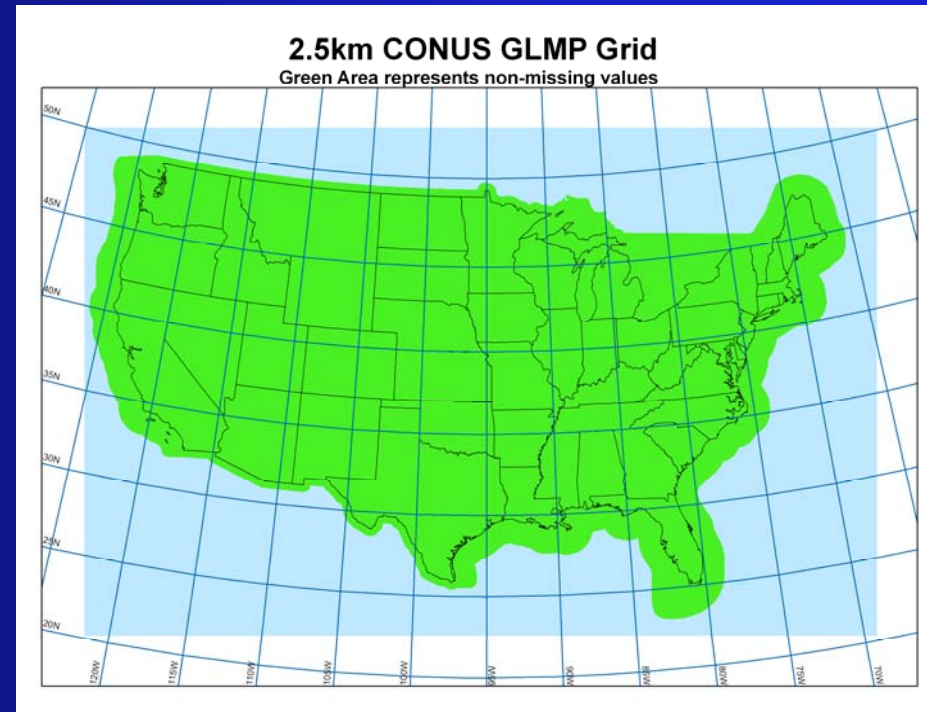 2.5km CONUS GLMP Grid
Green Area represents non-missing values
50N
45N
40N
35N
30N
25N
20N
120W
115W
110W
105W
100W
95W
90W
85W
80W
75W
70W